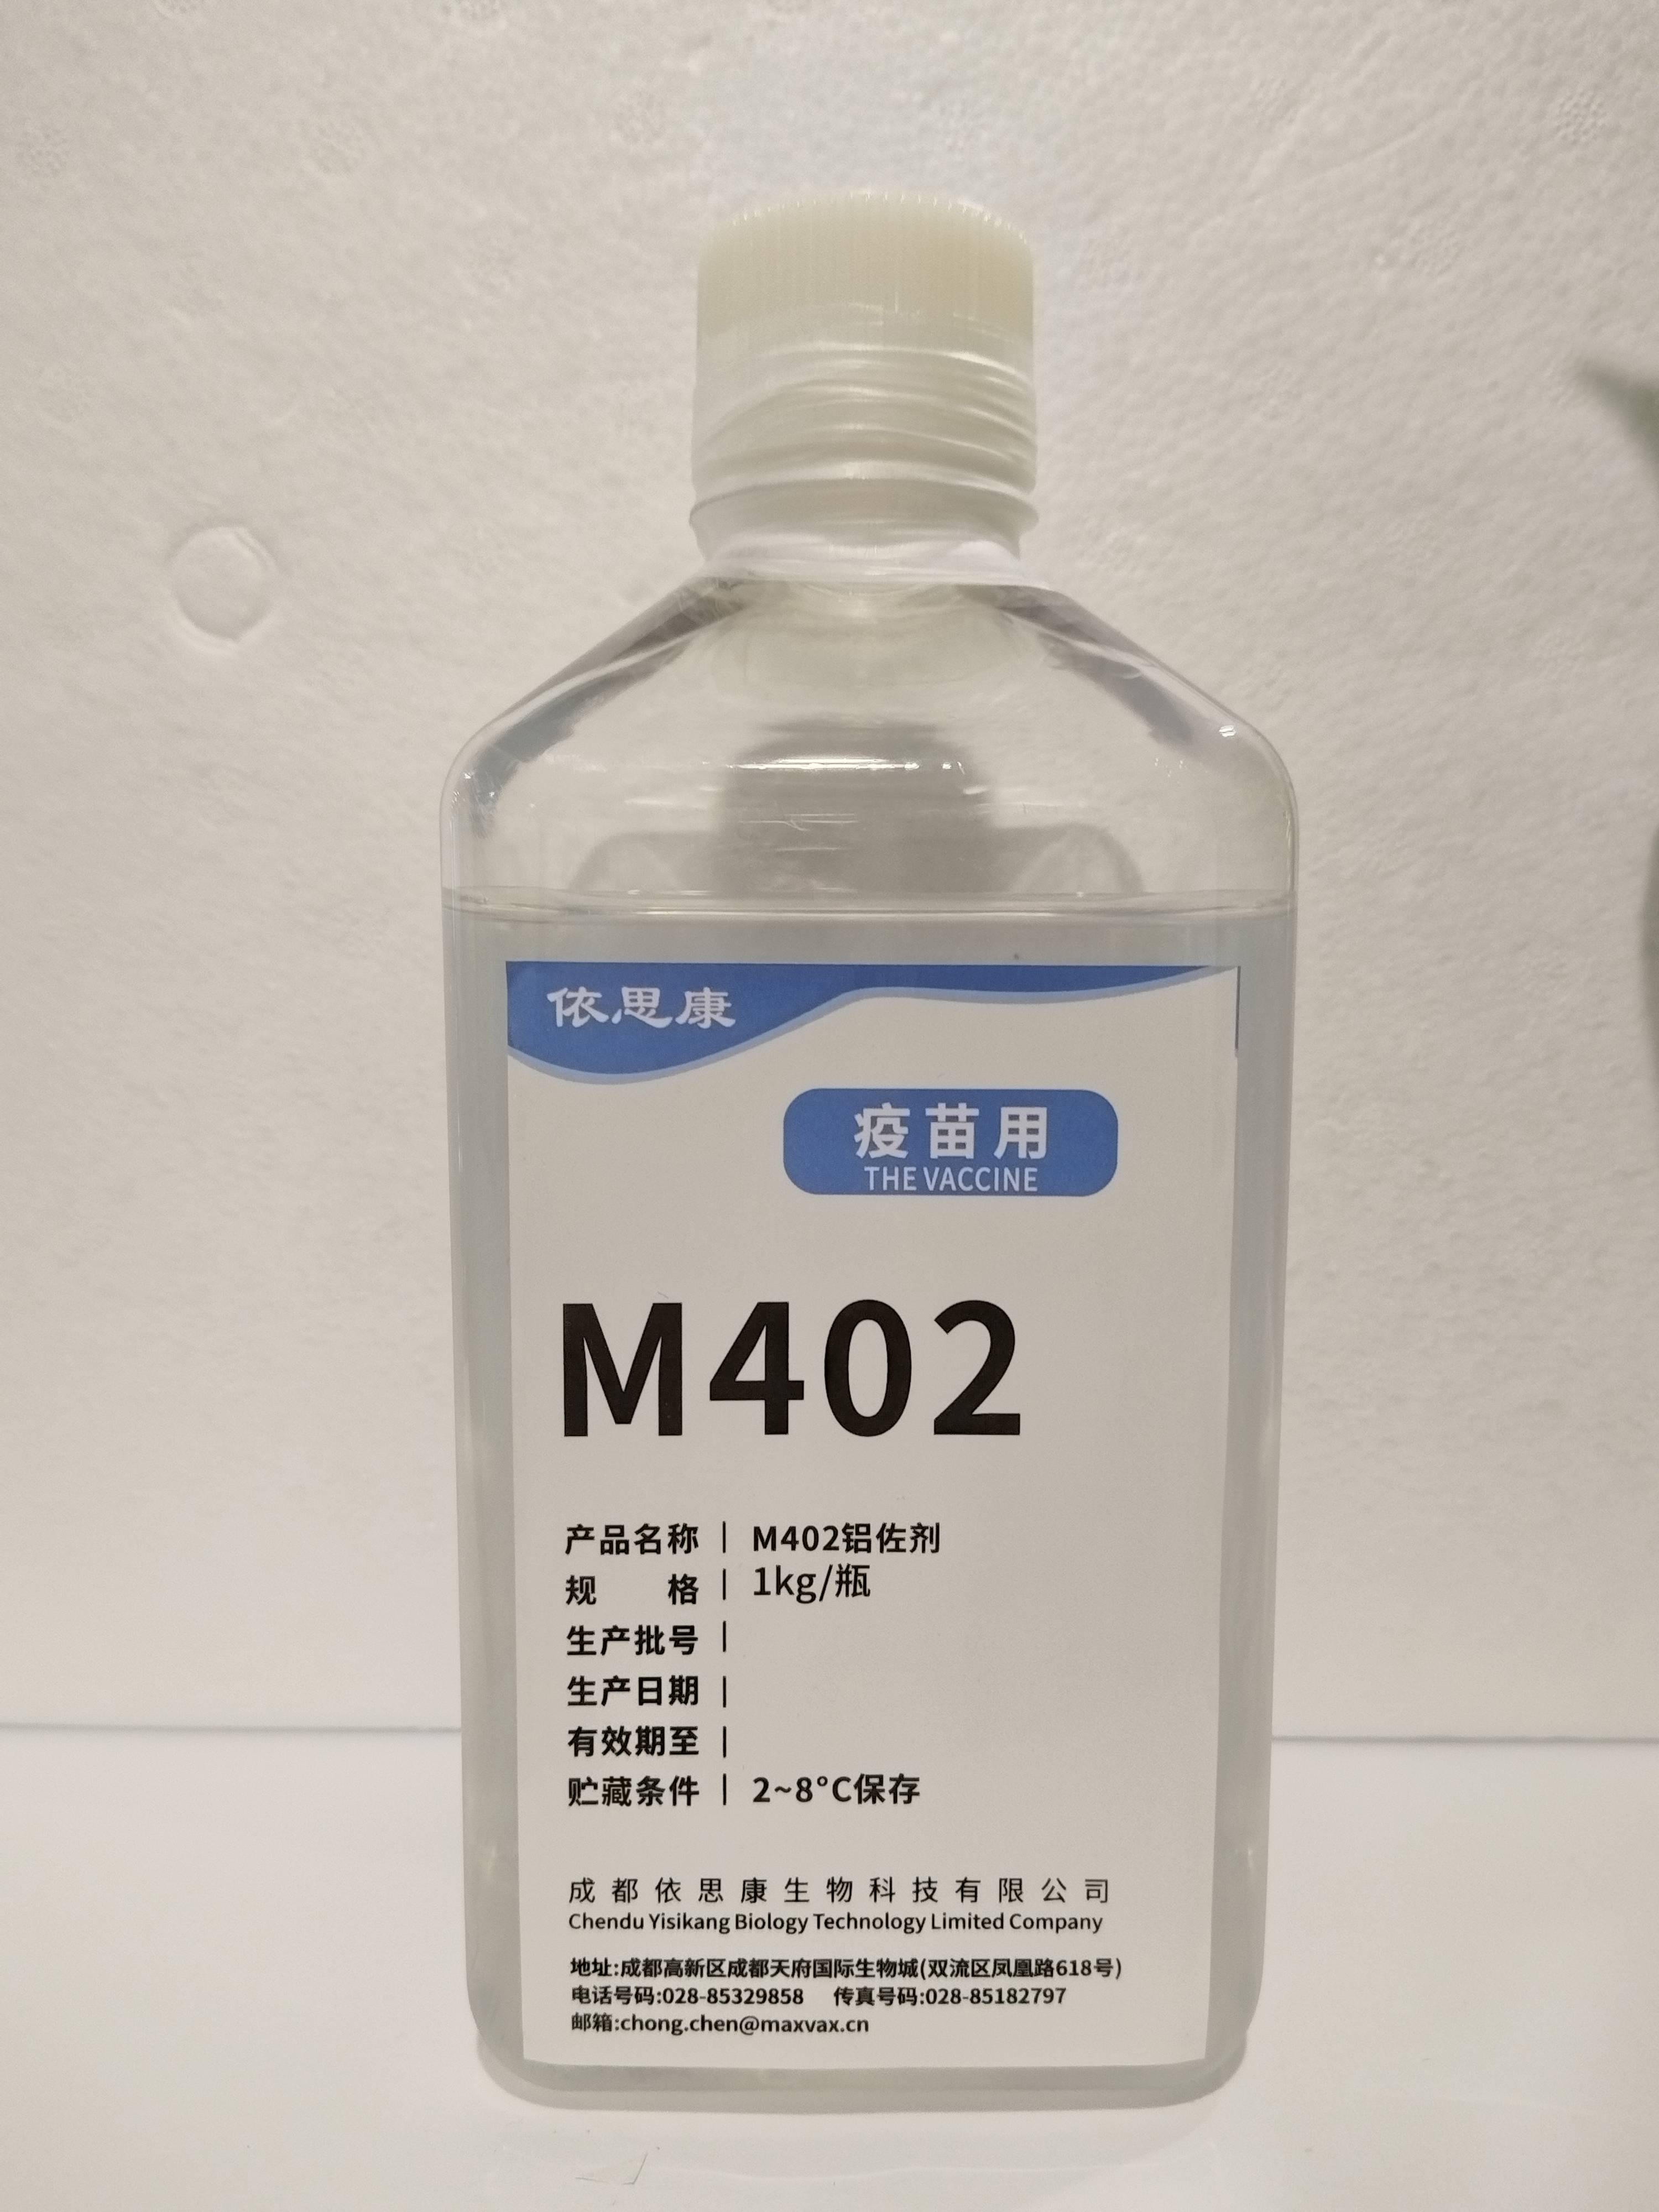 依思康
疫苗用
THE VACCINE
M402
产品名称 | M402铝佐剂
规 格 | 1kg/瓶
生产批号 |
生产日期 |
有效期至 |
贮藏条件 | 2~8°C保存
成都依思康生物科技有限公司
Chendu Yisikang Biology Technology Limited Company
地址:成都高新区成都天府国际生物城(双流区凤凰路618号)
电话号码:028-85329858 传真号码:028-85182797
邮箱:chong.chen@maxvax.cn